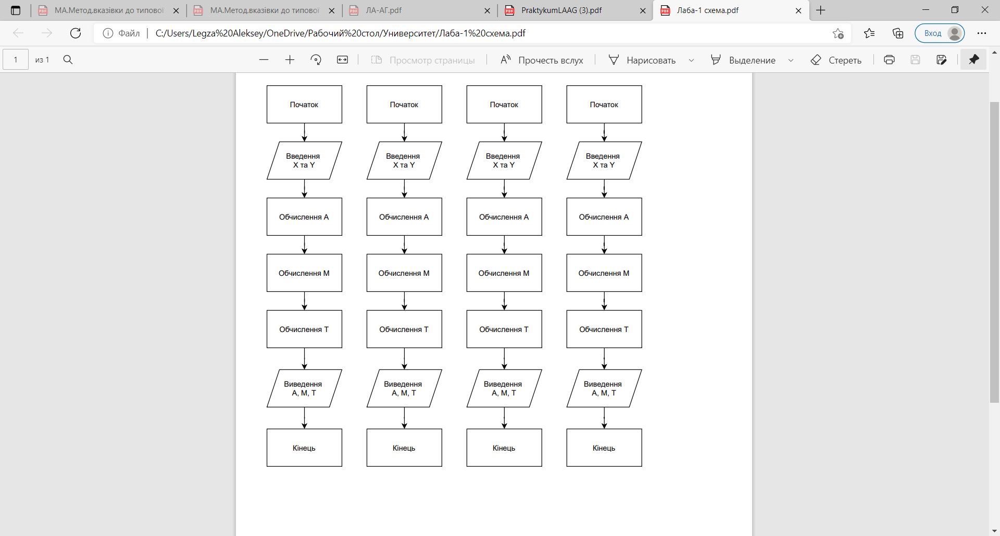 МА.Метод.вказівки до типової
МА.Метод.вказівки до типової
ЛА-АГ.pdf
PraktykumLAAG (3).pdf
Лаба-1 схема.pdf
Файл
C:/Users/Legza%20Aleksey/OneDrive/Рабочий%20стол/Университет/Лаба-1%20схема.pdf
Вход
1
из 1
Просмотр страницы
Прочесть вслух
Нарисовать
Выделение
Стереть
Початок
Початок
Початок
Початок
Введення
X та Y
Введення
X та Y
Введення
X та Y
Введення
X та Y
Обчислення А
Обчислення А
Обчислення А
Обчислення А
Обчислення М
Обчислення М
Обчислення М
Обчислення М
Обчислення Т
Обчислення Т
Обчислення Т
Обчислення Т
Виведення
А, М, Т
Виведення
А, М, Т
Виведення
А, М, Т
Виведення
А, М, Т
Кінець
Кінець
Кінець
Кінець